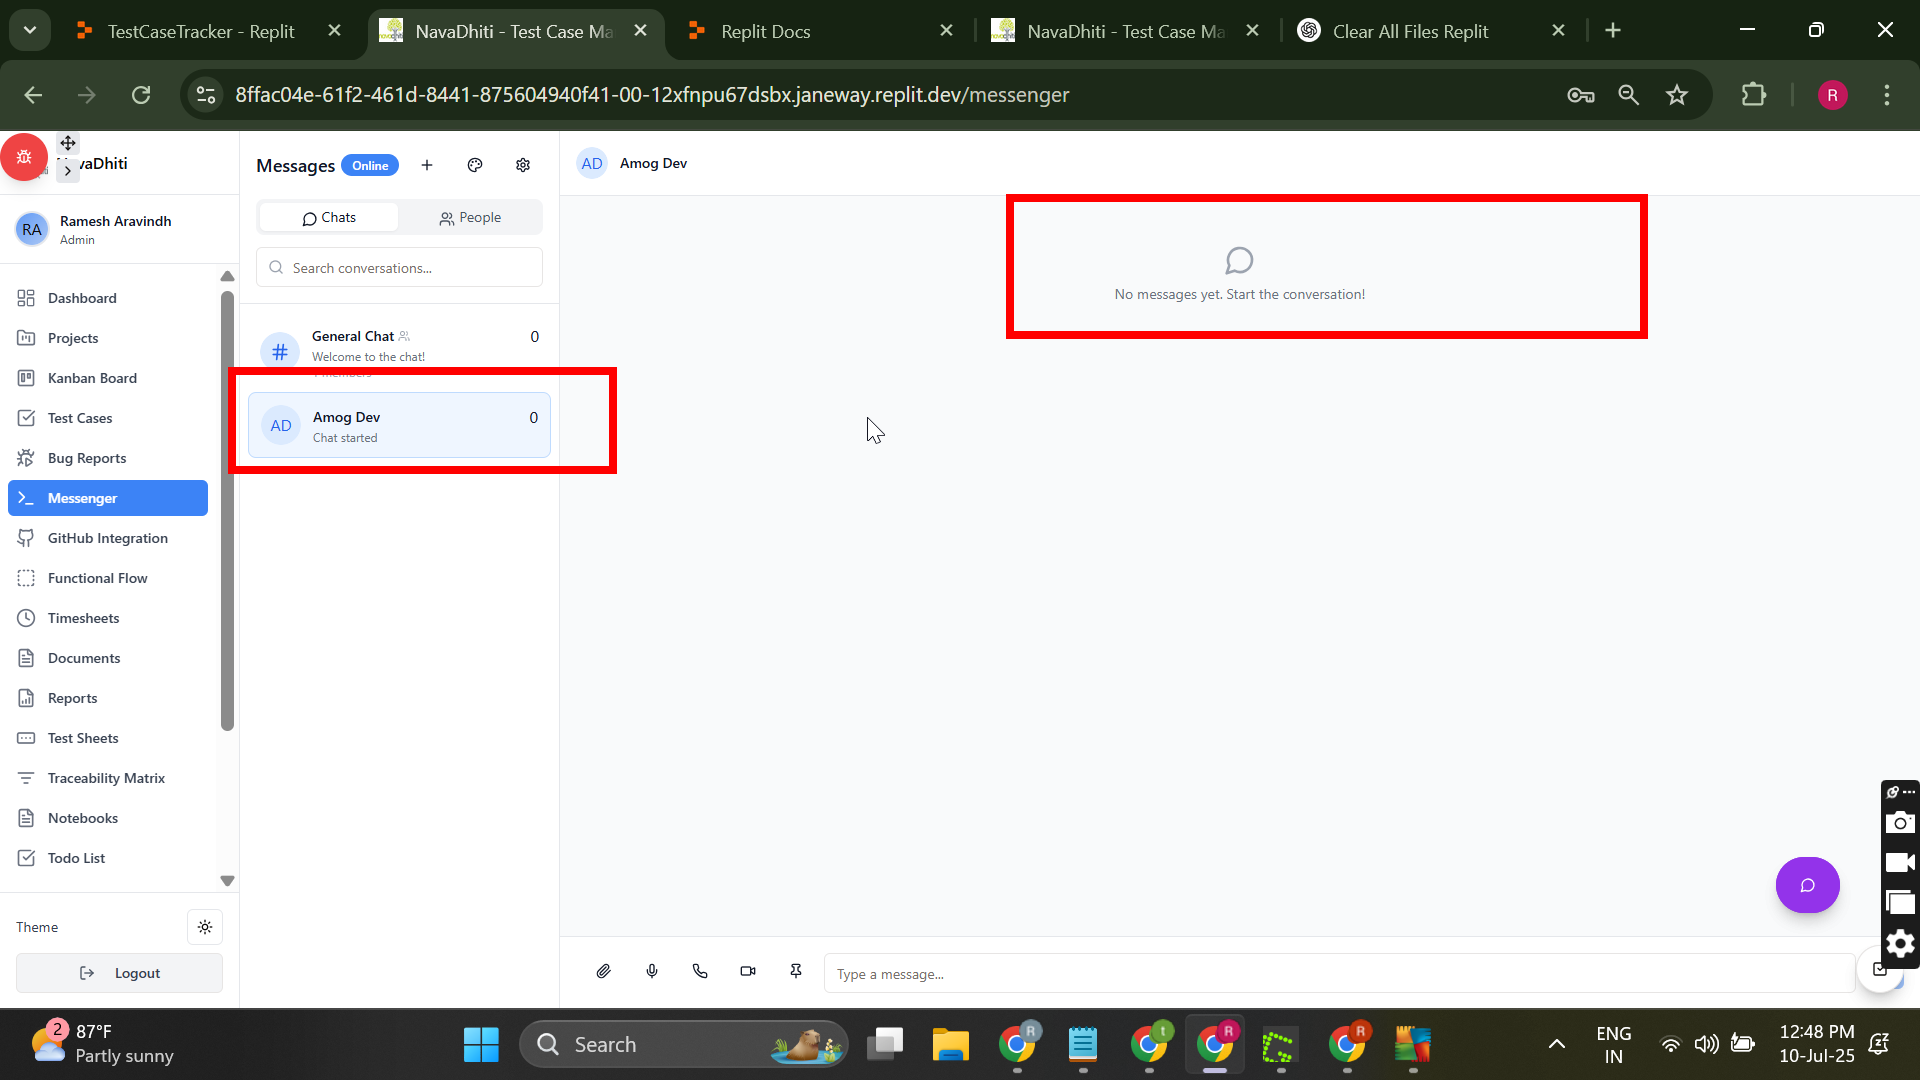 TestCaseTracker - Replit
NavaDhiti - Test Case Ma
Replit Docs
NavaDhiti - Test Case Ma
Clear All Files Replit
8ffac04e-61f2-461d-8441-875604940f41-00-12xfnpu67dsbx.janeway.replit.dev/messenger
R
vaDhiti
RA
Ramesh Aravindh
Admin
Dashboard
Projects
Kanban Board
Test Cases
Bug Reports
Messenger
GitHub Integration
Functional Flow
Timesheets
Documents
Reports
Test Sheets
Traceability Matrix
Notebooks
Todo List
Theme
Logout
Messages
Online
Chats
People
Search conversations...
#
General Chat
0
Welcome to the chat!
members
AD
Amog Dev
0
Chat started
AD
Amog Dev
No messages yet. Start the conversation!
Type a message...
2
87°F
Partly sunny
Search
R
t
R
R
ENG
IN
12:48 PM
10-Jul-25